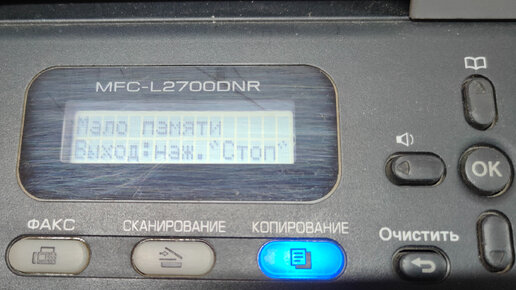 MFC-L2700DNR
Мало памяти
Выход:наж."Стоп"
ФАКС
СКАНИРОВАНИЕ
КОПИРОВАНИЕ
OK
Очистить